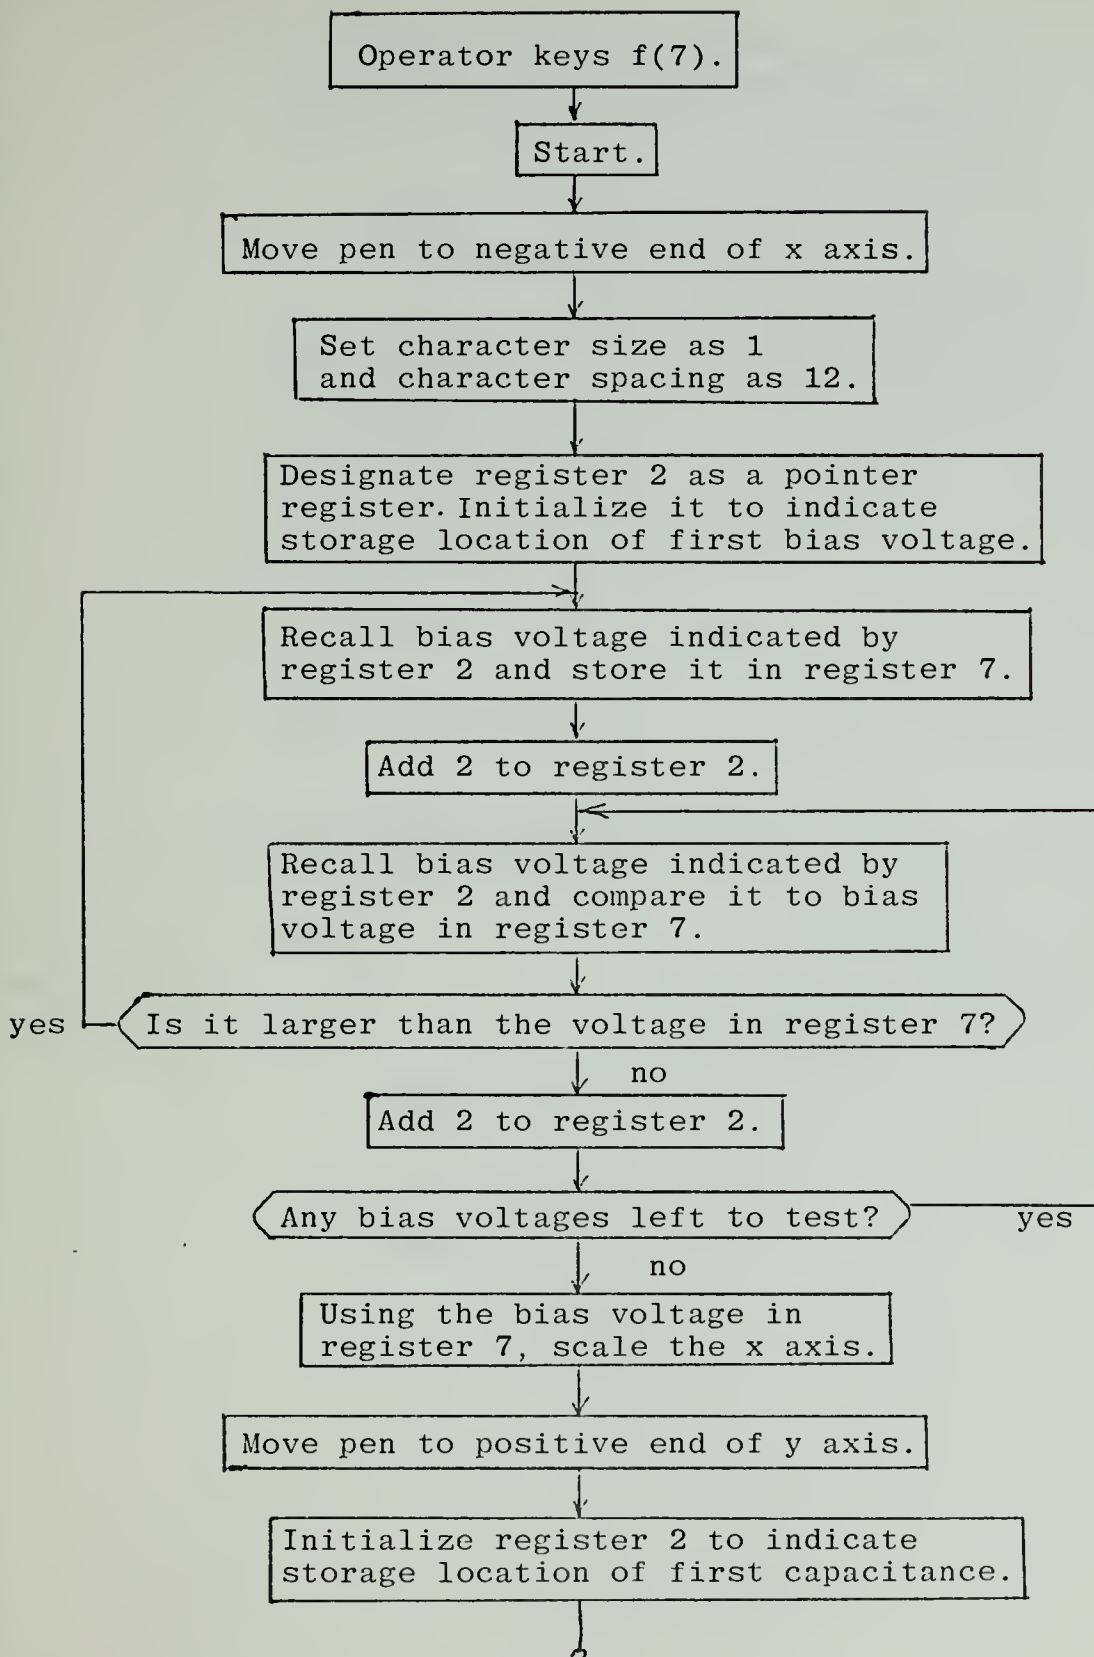 Operator keys f(7).
Start.
Move pen to negative end of x axis.
Set character size as 1
and character spacing as 12.
Designate register 2 as a pointer
register. Initialize it to indicate
storage location of first bias voltage.
Recall bias voltage indicated by
register 2 and store it in register 7.
Add 2 to register 2.
Recall bias voltage indicated by
register 2 and compare it to bias
voltage in register 7.
yes
Is it larger than the voltage in register 7?
no
Add 2 to register 2.
Any bias voltages left to test?
yes
no
Using the bias voltage in
register 7, scale the x axis.
Move pen to positive end of y axis.
Initialize register 2 to indicate
storage location of first capacitance.